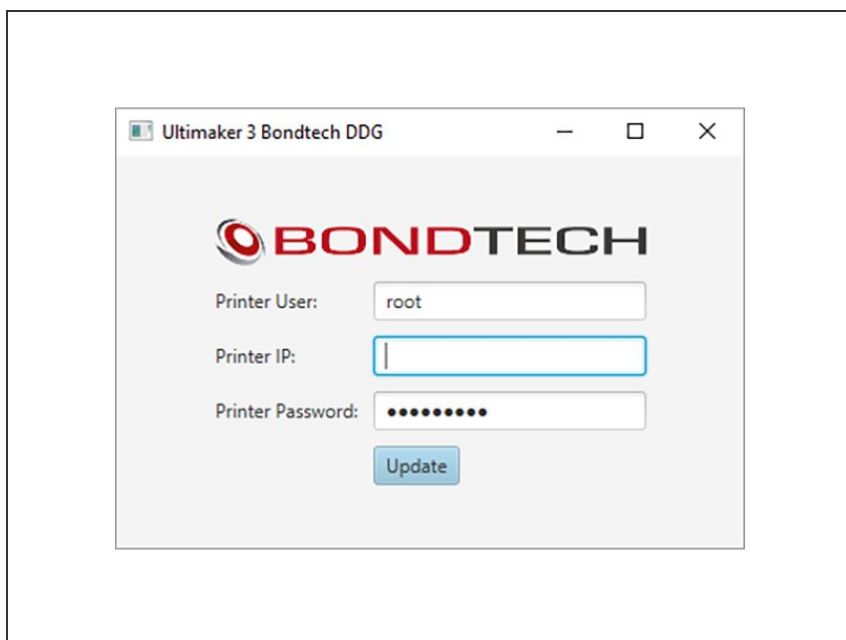 Ultimaker 3 Bondtech DDG
BONDTECH
Printer User: root
Printer IP:
Printer Password: •••••••••
Update